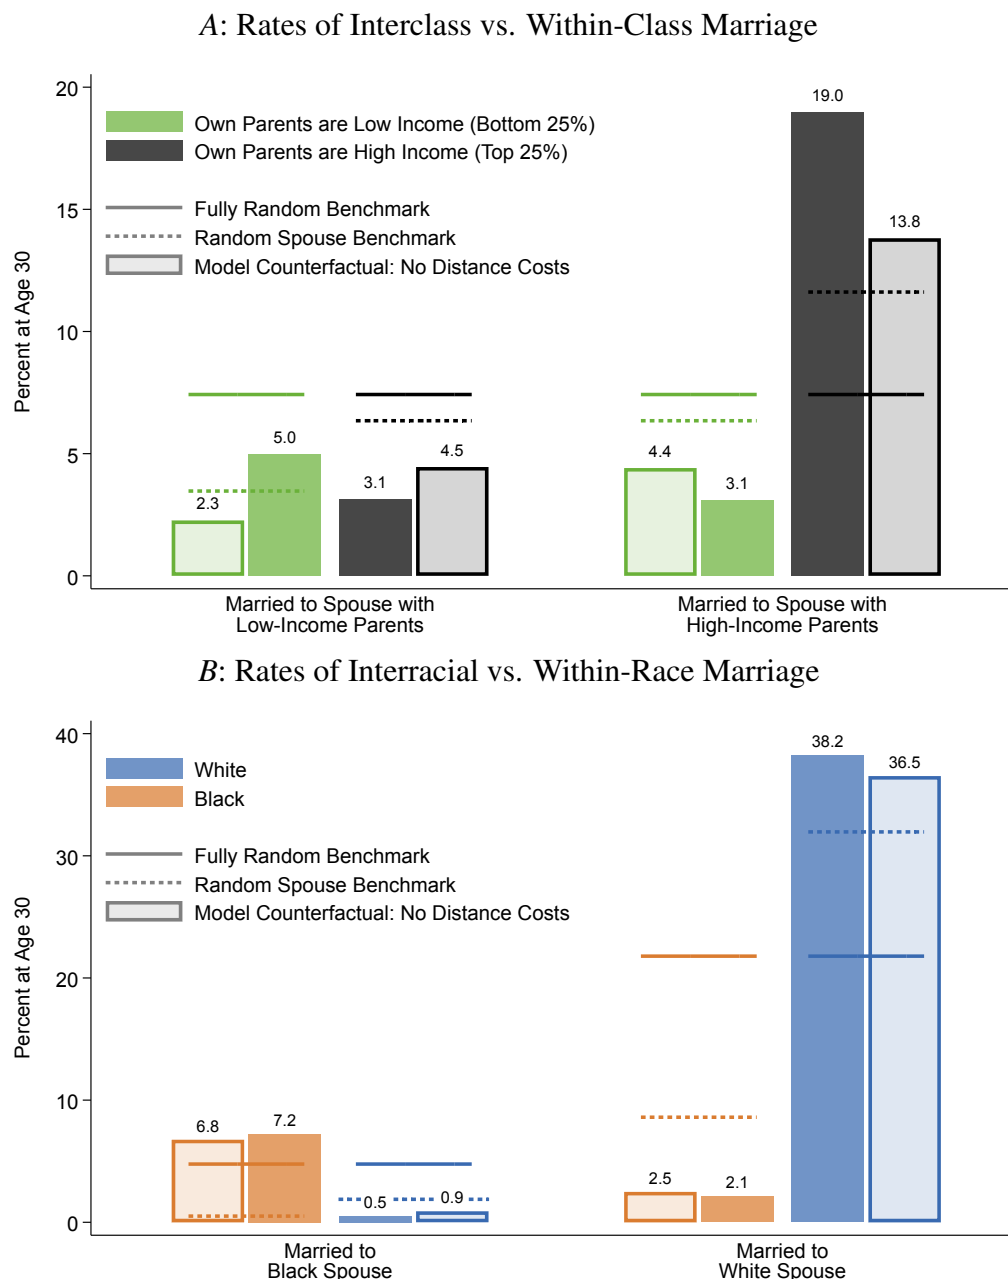 A: Rates of Interclass vs. Within-Class Marriage
20
19.0
Own Parents are Low Income (Bottom 25%)
Own Parents are High Income (Top 25%)
15
Fully Random Benchmark
13.8
Random Spouse Benchmark
Model Counterfactual: No Distance Costs
Percent at Age 30
10
5
5.0
4.5
4.4
3.1
3.1
2.3
0
Married to Spouse with
Low-Income Parents
Married to Spouse with
High-Income Parents
B: Rates of Interracial vs. Within-Race Marriage
40
38.2
White
36.5
Black
Fully Random Benchmark
30
Random Spouse Benchmark
Model Counterfactual: No Distance Costs
Percent at Age 30
20
10
6.8
7.2
0.5
0.9
2.5
2.1
0
Married to
Black Spouse
Married to
White Spouse